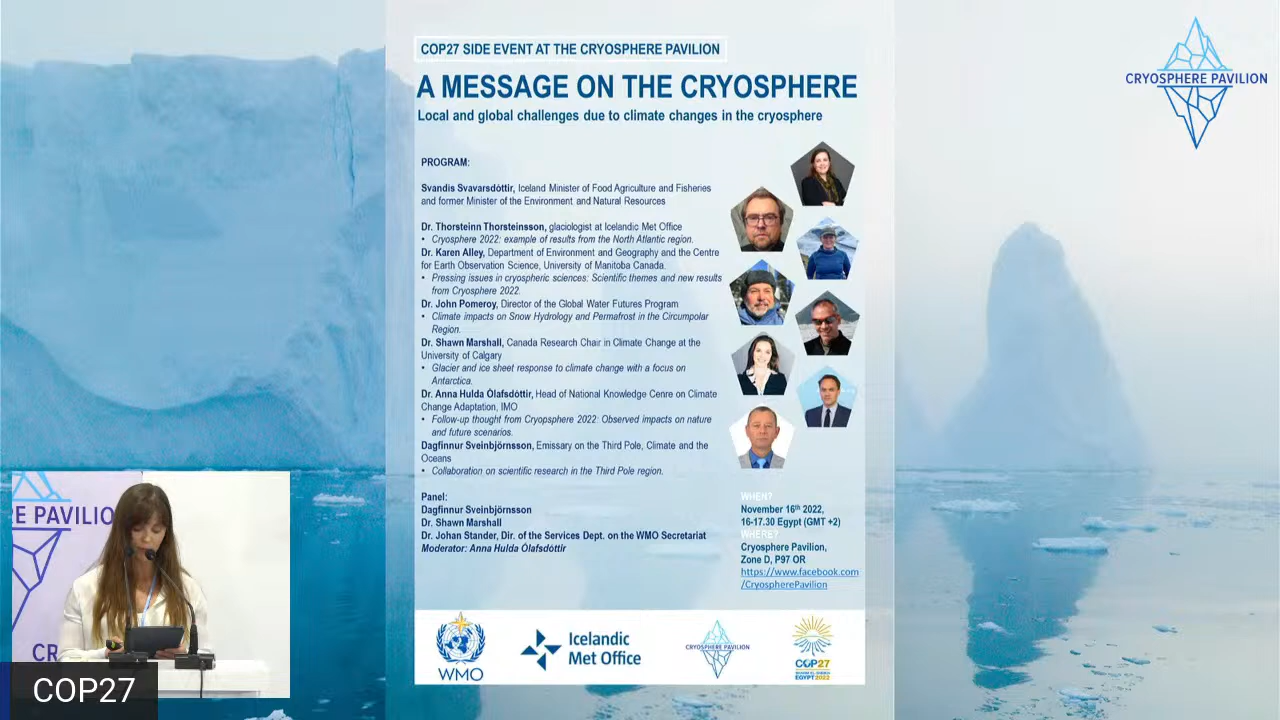 COP27 SIDE EVENT AT THE CRYOSPHERE PAVILION
A MESSAGE ON THE CRYOSPHERE
Local and global challenges due to climate changes in the cryosphere
CRYOSPHERE PAVILION
PROGRAM:
Svandis Svavarsdóttir, Iceland Minister of Food Agriculture and Fisheries
and former Minister of the Environment and Natural Resources
Dr. Thorsteinn Thorsteinsson, glaciologist at Icelandic Met Office
• Cryosphere 2022: example of results from the North Atlantic region.
Dr. Karen Alley, Department of Environment and Geography and the Centre
for Earth Observation Science, University of Manitoba Canada.
• Pressing issues in cryospheric sciences: Scientific themes and new results
from Cryosphere 2022.
Dr. John Pomeroy, Director of the Global Water Futures Program
• Climate impacts on Snow Hydrology and Permafrost in the Circumpolar
Region.
Dr. Shawn Marshall, Canada Research Chair in Climate Change at the
University of Calgary
• Glacier and ice sheet response to climate change with a focus on
Antarctica.
Dr. Anna Hulda Ólafsdóttir, Head of National Knowledge Cenre on Climate
Change Adaptation, IMO
• Follow-up thought from Cryopsphere 2022: Observed impacts on nature
and future scenarios.
Dagfinnur Sveinbjörnsson, Emissary on the Third Pole, Climate and the
Oceans
• Collaboration on scientific research in the Third Pole region.
Panel:
Dagfinnur Sveinbjörnsson
Dr. Shawn Marshall
Dr. Johan Stander, Dir. of the Services Dept. on the WMO Secretariat
Moderator: Anna Hulda Ólafsdóttir
WHEN?
November 16th 2022,
16-17.30 Egypt (GMT +2)
WHERE?
Cryosphere Pavilion,
Zone D, P97 OR
https://www.facebook.com
/CryospherePavilion
WMO
Icelandic
Met Office
CRYOSPHERE PAVILION
COP27
SHARM EL-SHEIKH
EGYPT2022
E PAVILIO
CR
COP27